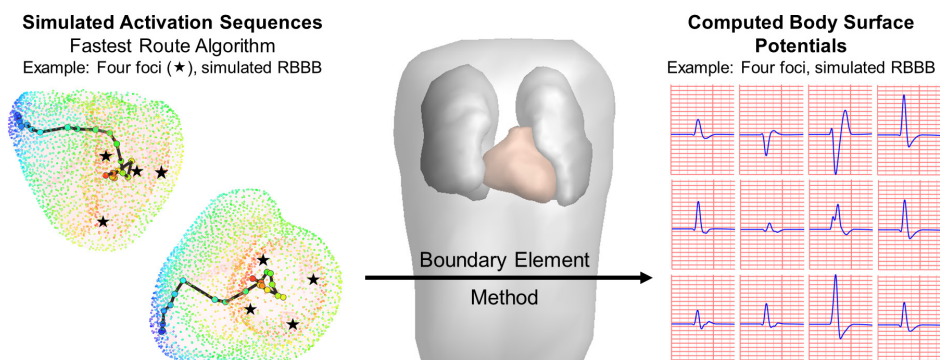 Simulated Activation Sequences
Fastest Route Algorithm
Example: Four foci (★), simulated RBBB
Boundary Element
Method
Computed Body Surface
Potentials
Example: Four foci, simulated RBBB